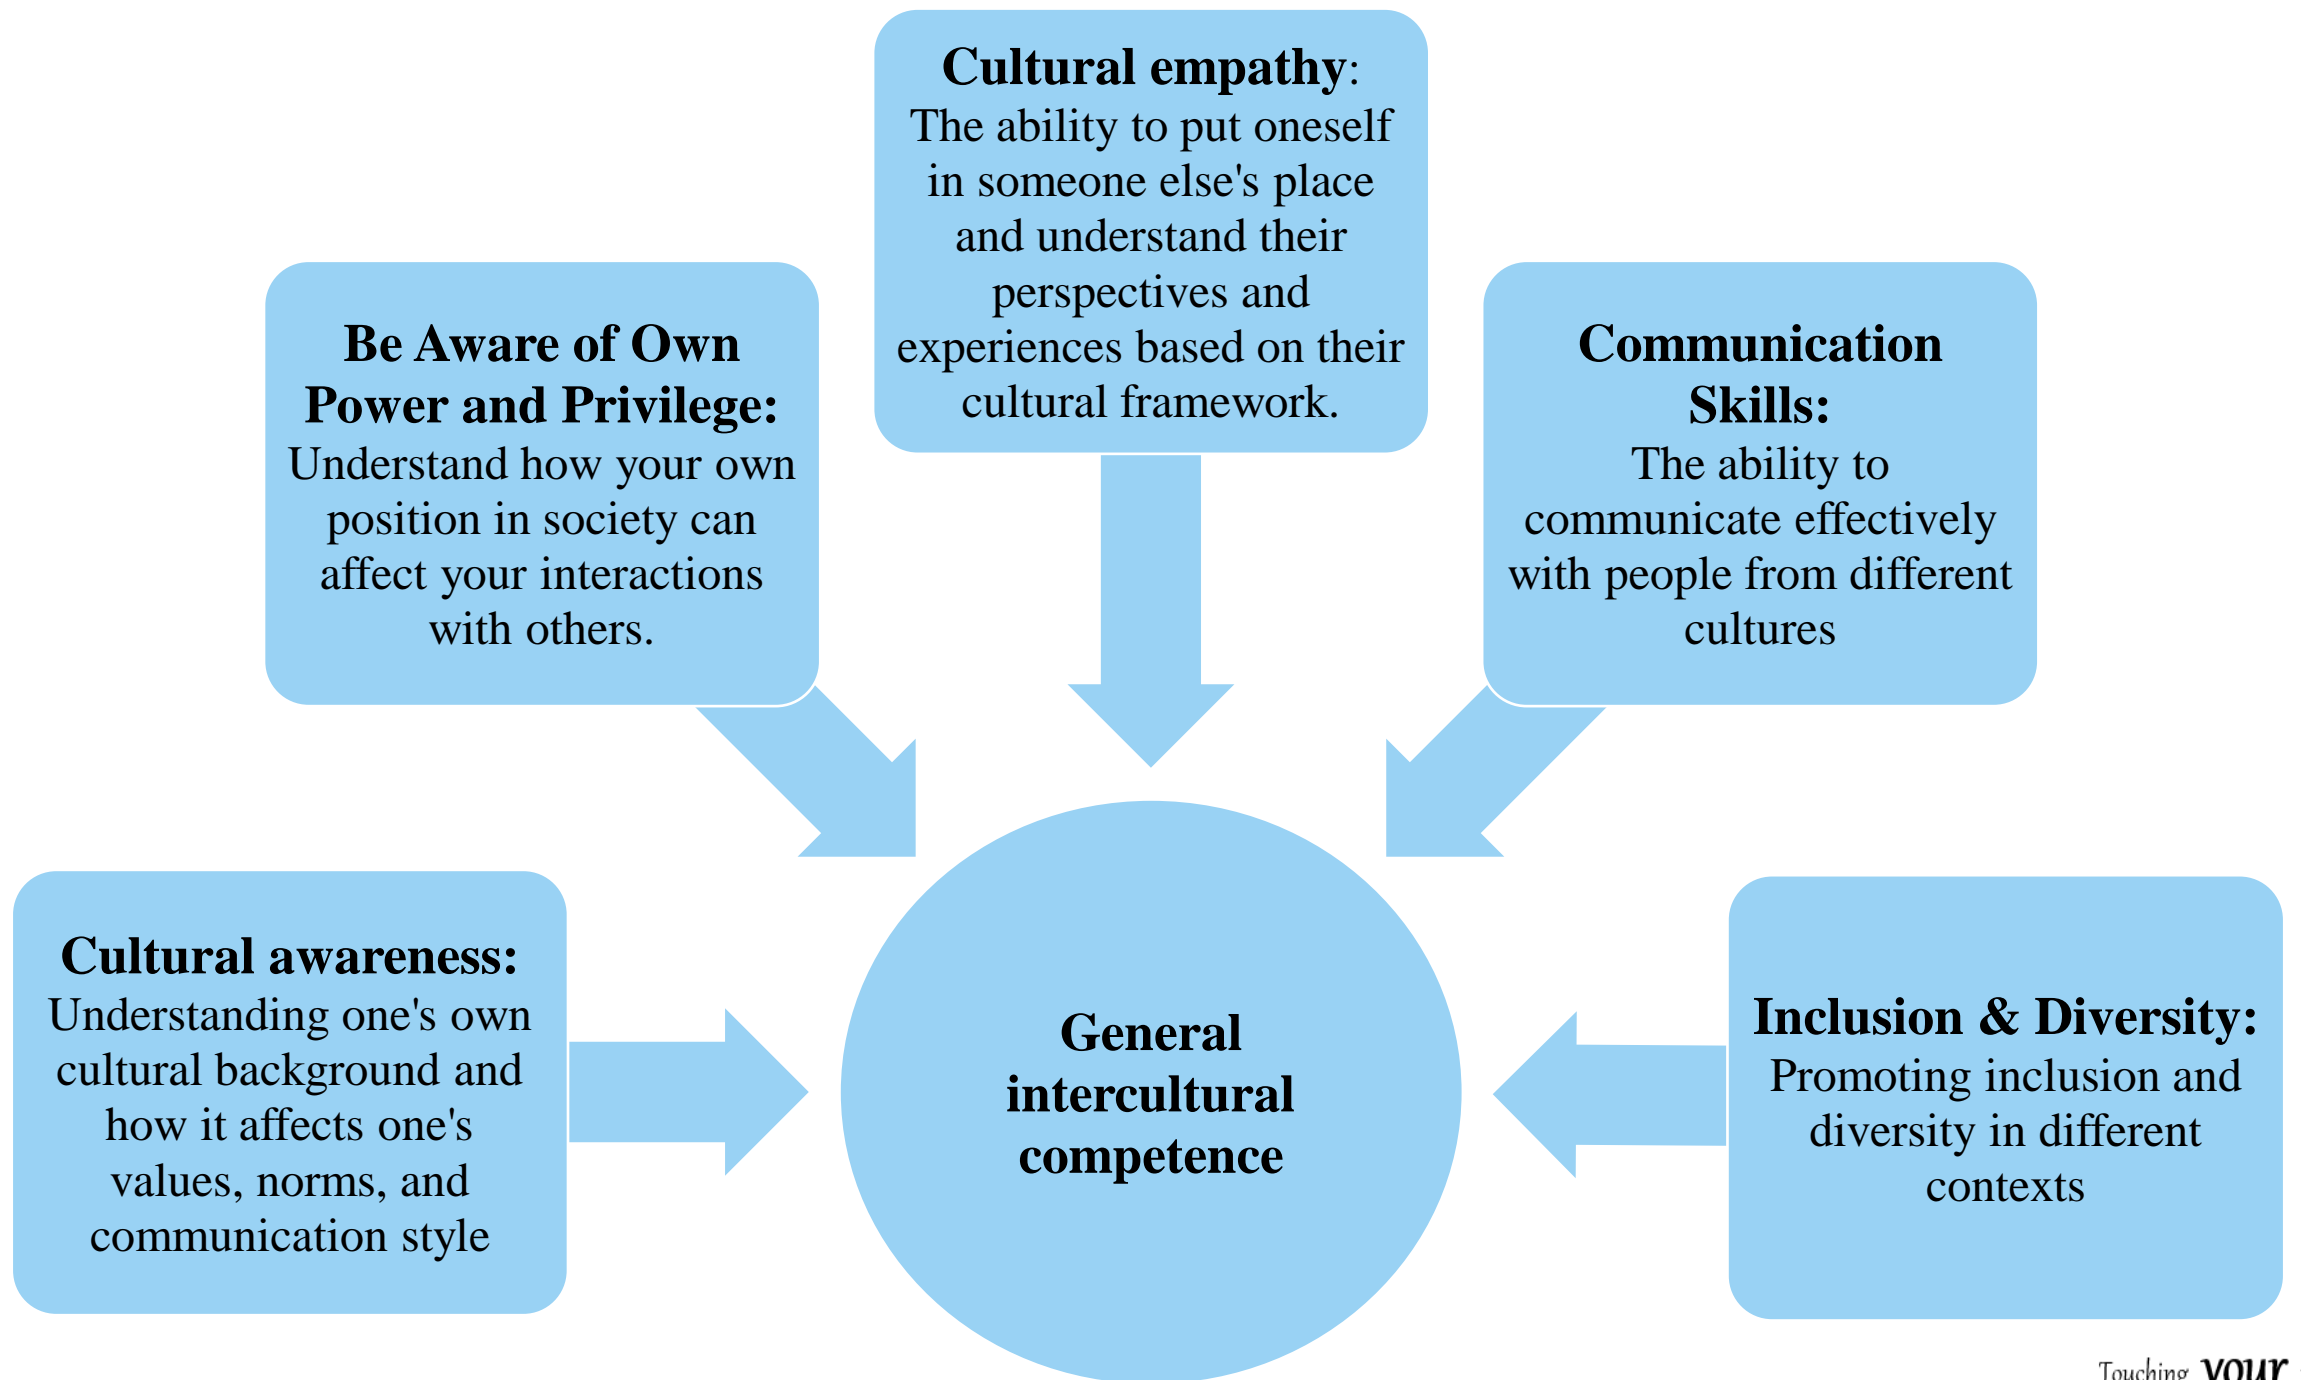 Cultural empathy:
The ability to put oneself
in someone else's place
and understand their
perspectives and
experiences based on their
cultural framework.
Be Aware of Own
Power and Privilege:
Understand how your own
position in society can
affect your interactions
with others.
Communication
Skills:
The ability to
communicate effectively
with people from different
cultures
Cultural awareness:
Understanding one's own
cultural background and
how it affects one's
values, norms, and
communication style
General
intercultural
competence
Inclusion & Diversity:
Promoting inclusion and
diversity in different
contexts
Touching your